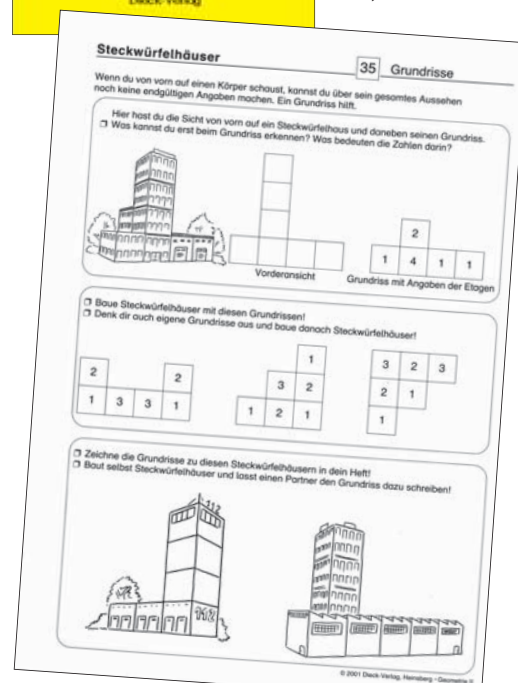 Dieck-Verlag
Steckwürfelhäuser
35 Grundrisse
Wenn du von vorn auf einen Körper schaust, kannst du über sein gesamtes Aussehen
noch keine endgültigen Angaben machen. Ein Grundriss hilft.
Hier hast du die Sicht von vorn auf ein Steckwürfelhaus und daneben seinen Grundriss.
❒ Was kannst du erst beim Grundriss erkennen? Was bedeuten die Zahlen darin?
2
1 4 1 1
Vorderansicht
Grundriss mit Angaben der Etagen
❒ Baue Steckwürfelhäuser mit diesen Grundrissen!
❒ Denk dir auch eigene Grundrisse aus und baue danach Steckwürfelhäuser!
2 2
1 3 3 1
1
3 2
1 2 1
3 2 3
2 1
1
❒ Zeichne die Grundrisse zu diesen Steckwürfelhäusern in dein Heft!
❒ Baut selbst Steckwürfelhäuser und lasst einen Partner den Grundriss dazu schreiben!
112
112
© 2001 Dieck-Verlag, Heinsberg - Geometrie II